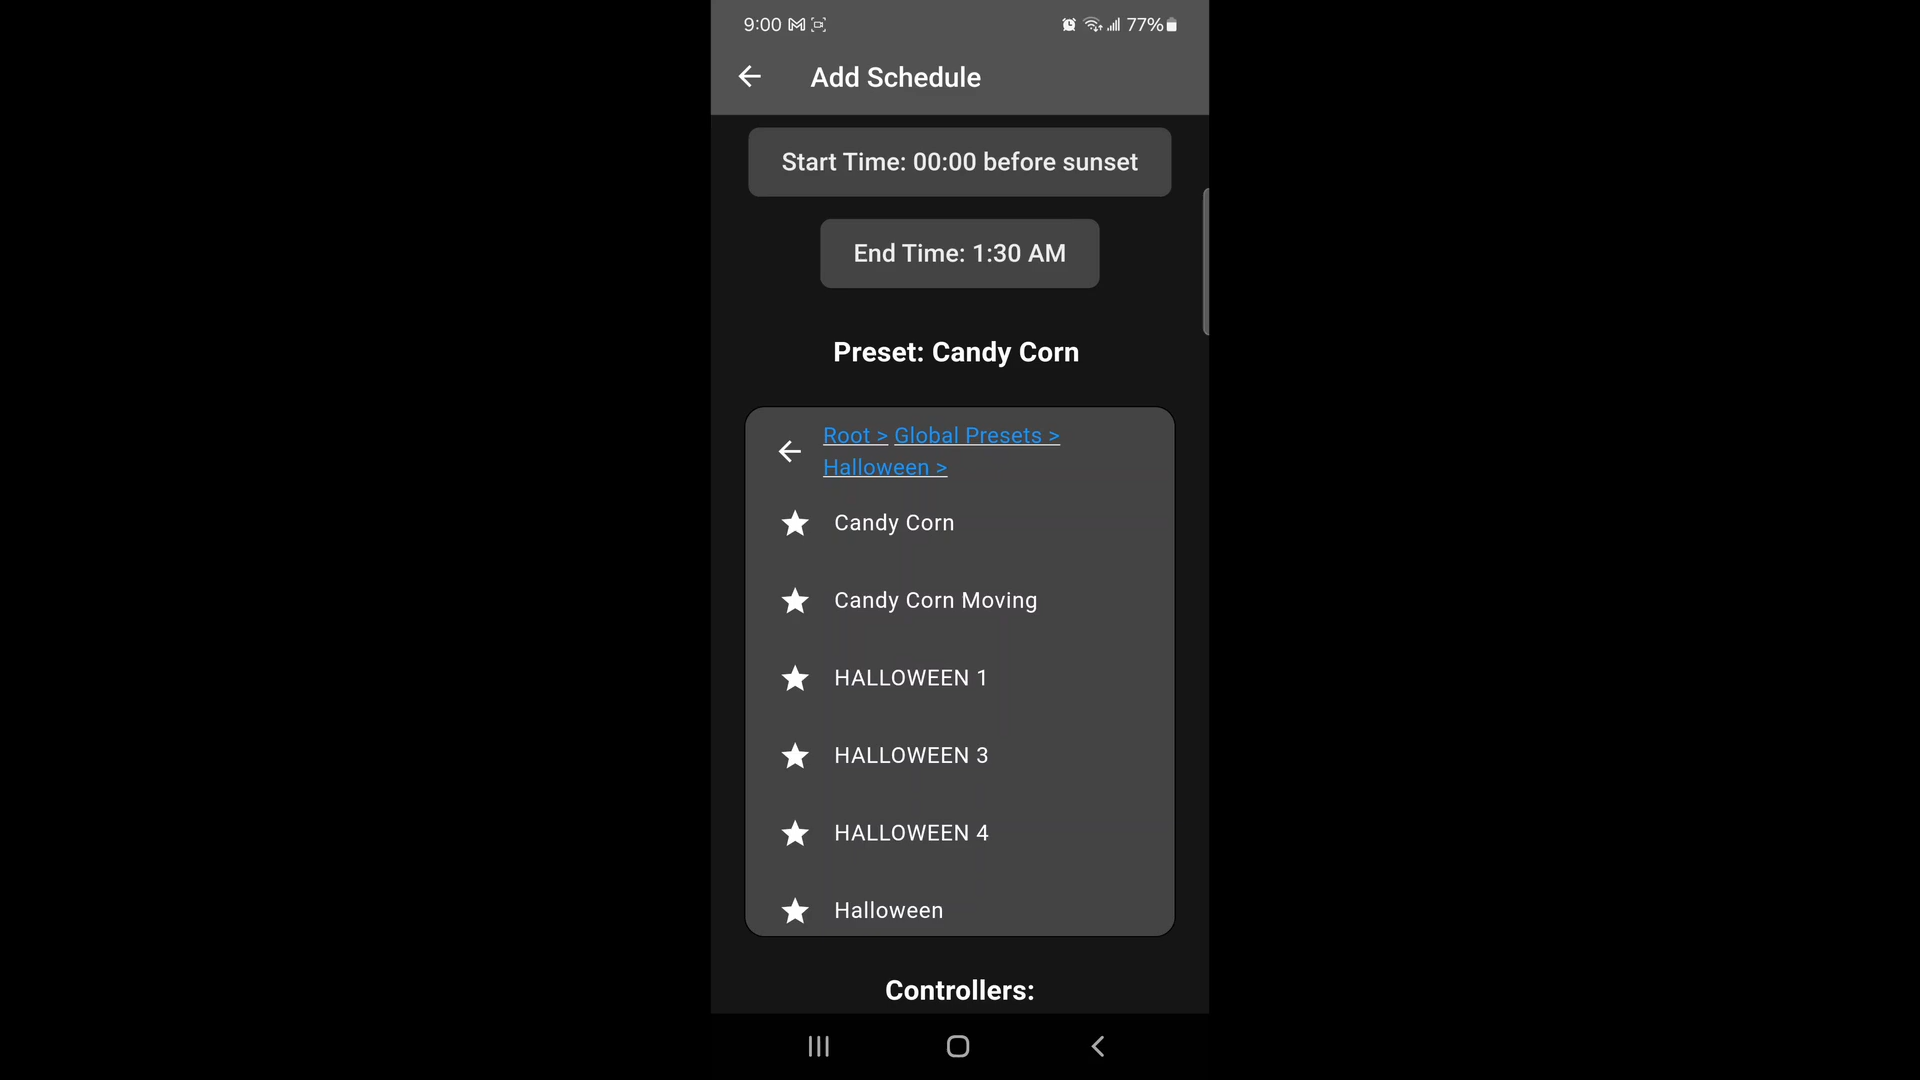 9:00 77%
Add Schedule
Start Time: 00:00 before sunset
End Time: 1:30 AM
Preset: Candy Corn
Root > Global Presets >
Halloween >
Candy Corn
Candy Corn Moving
HALLOWEEN 1
HALLOWEEN 3
HALLOWEEN 4
Halloween
Controllers: